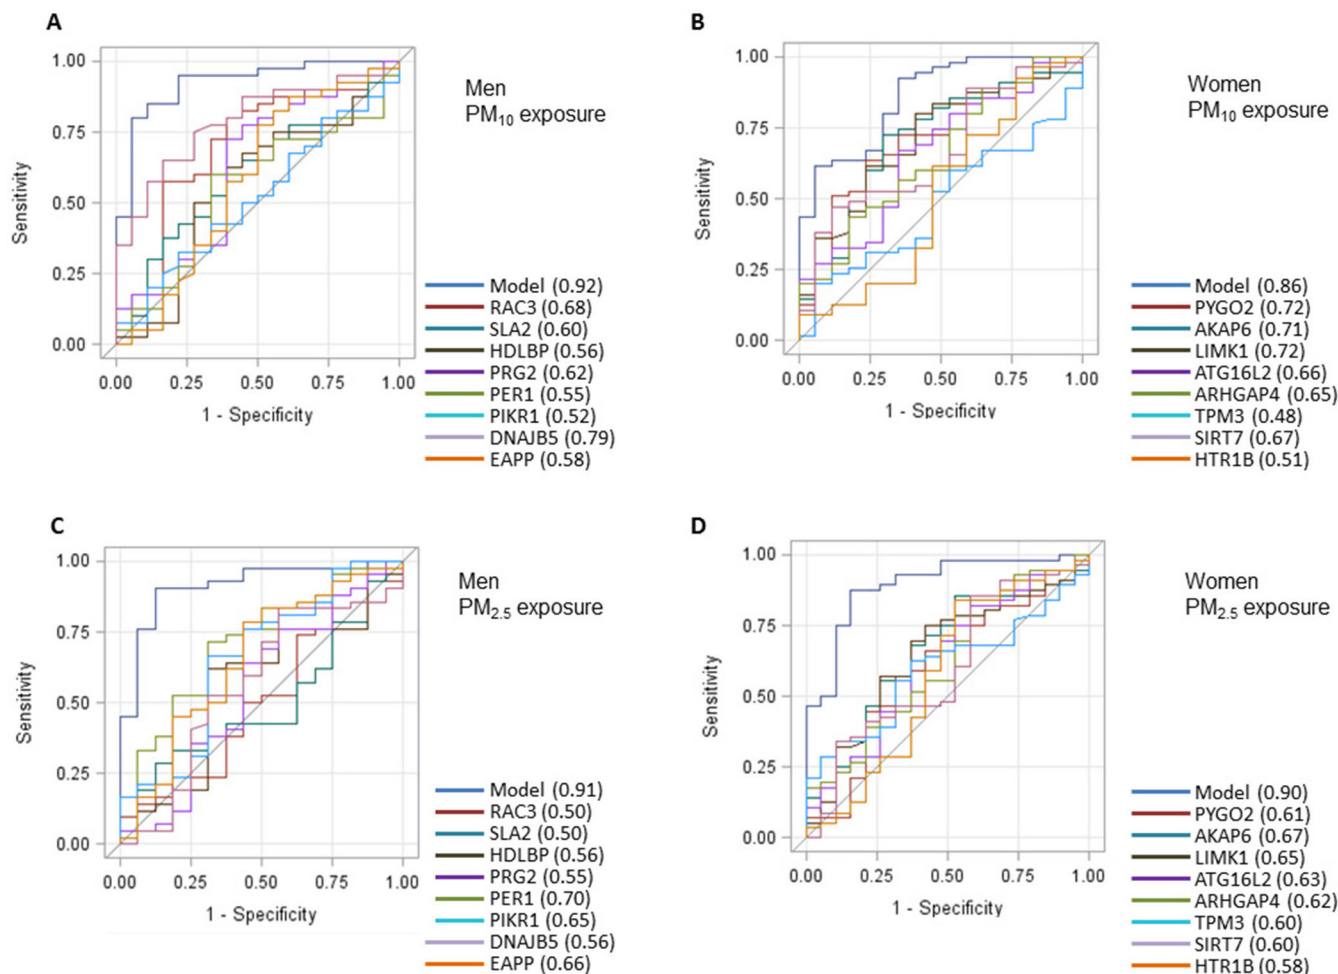 A
Men
PM10 exposure
Sensitivity
1.00
0.75
0.50
0.25
0.00
0.00 0.25 0.50 0.75 1.00
1 - Specificity
Model (0.92)
RAC3 (0.68)
SLA2 (0.60)
HDLBP (0.56)
PRG2 (0.62)
PER1 (0.55)
PIKR1 (0.52)
DNAJB5 (0.79)
EAPP (0.58)
B
Women
PM10 exposure
Sensitivity
1.00
0.75
0.50
0.25
0.00
0.00 0.25 0.50 0.75 1.00
1 - Specificity
Model (0.86)
PYGO2 (0.72)
AKAP6 (0.71)
LIMK1 (0.72)
ATG16L2 (0.66)
ARHGAP4 (0.65)
TPM3 (0.48)
SIRT7 (0.67)
HTR1B (0.51)
C
Men
PM2.5 exposure
Sensitivity
1.00
0.75
0.50
0.25
0.00
0.00 0.25 0.50 0.75 1.00
1 - Specificity
Model (0.91)
RAC3 (0.50)
SLA2 (0.50)
HDLBP (0.56)
PRG2 (0.55)
PER1 (0.70)
PIKR1 (0.65)
DNAJB5 (0.56)
EAPP (0.66)
D
Women
PM2.5 exposure
Sensitivity
1.00
0.75
0.50
0.25
0.00
0.00 0.25 0.50 0.75 1.00
1 - Specificity
Model (0.90)
PYGO2 (0.61)
AKAP6 (0.67)
LIMK1 (0.65)
ATG16L2 (0.63)
ARHGAP4 (0.62)
TPM3 (0.60)
SIRT7 (0.60)
HTR1B (0.58)